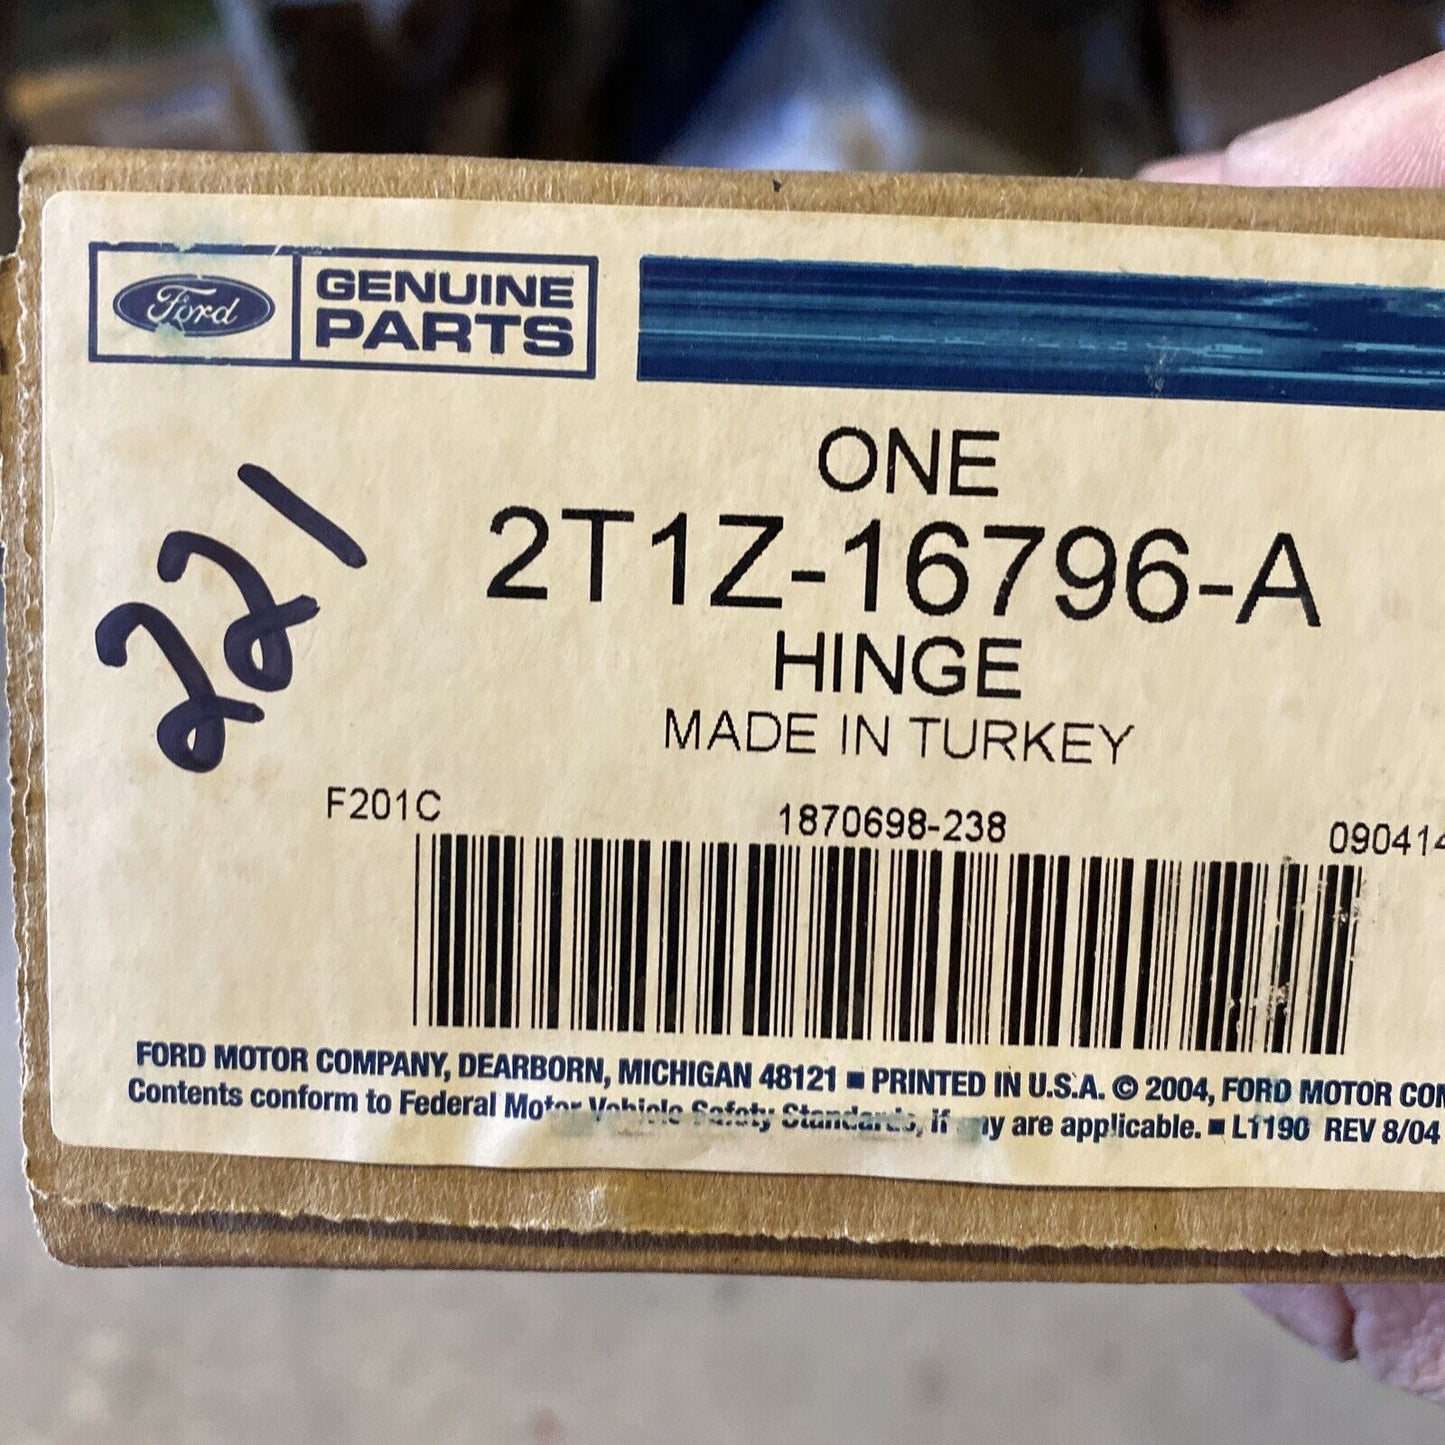 Ford GENUINE
PARTS
ONE
2T1Z-16796-A
HINGE
MADE IN TURKEY
221
F201C 1870698-238 090414
FORD MOTOR COMPANY, DEARBORN, MICHIGAN 48121 ■ PRINTED IN U.S.A. © 2004, FORD MOTOR COM
Contents conform to Federal Motor Vehicle Safety Standards, if any are applicable. ■ L1190 REV 8/04